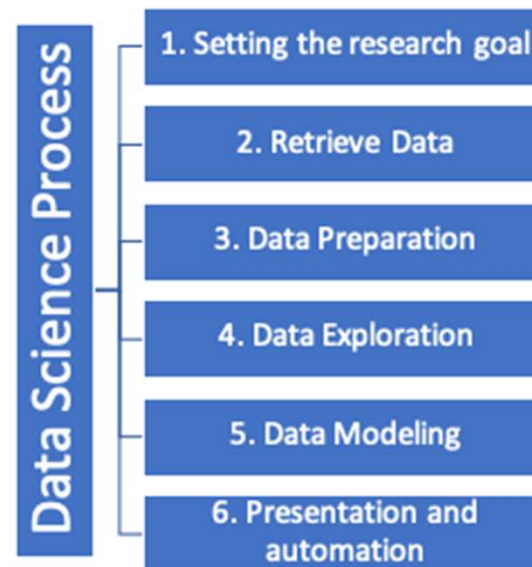 Data Science Process
1. Setting the research goal
2. Retrieve Data
3. Data Preparation
4. Data Exploration
5. Data Modeling
6. Presentation and
automation